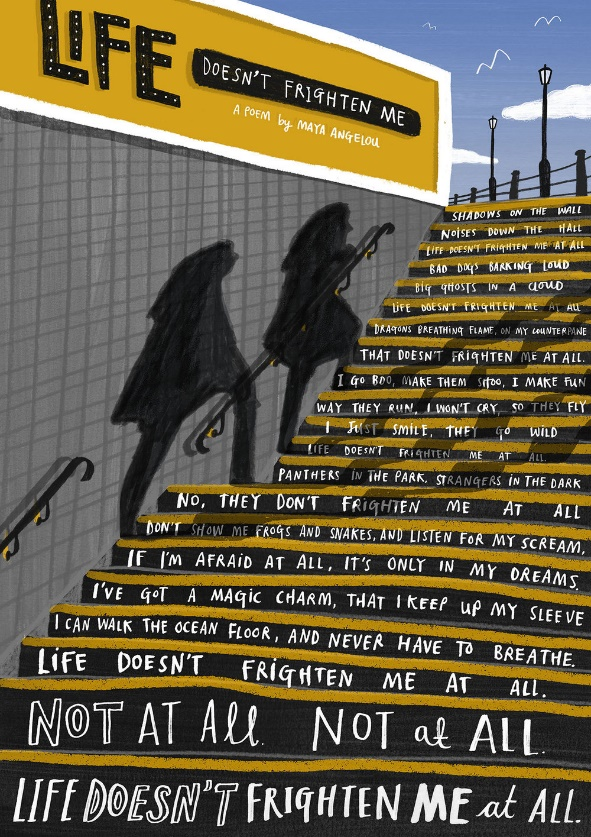 LIFE
DOESN'T FRIGHTEN ME
A POEM by MAYA ANGELOU
SHADOWS ON THE WALL
NOISES DOWN THE HALL
LIFE DOESN'T FRIGHTEN ME AT ALL
BAD DOGS BARKING LOUD
BIG GHOSTS IN A CLOUD
LIFE DOESN'T FRIGHTEN ME AT ALL
DRAGONS BREATHING FLAME, ON MY COUNTERPANE
THAT DOESN'T FRIGHTEN ME AT ALL.
I GO BOO, MAKE THEM SHOO, I MAKE FUN
WAY THEY RUN, I WON'T CRY, SO THEY FLY
I JUST SMILE, THEY GO WILD
LIFE DOESN'T FRIGHTEN ME AT ALL.
PANTHERS IN THE PARK, STRANGERS IN THE DARK
NO, THEY DON'T FRIGHTEN ME AT ALL
DON'T SHOW ME FROGS AND SNAKES, AND LISTEN FOR MY SCREAM,
IF I'M AFRAID AT ALL, IT'S ONLY IN MY DREAMS.
I'VE GOT A MAGIC CHARM, THAT I KEEP UP MY SLEEVE
I CAN WALK THE OCEAN FLOOR, AND NEVER HAVE TO BREATHE.
LIFE DOESN'T FRIGHTEN ME AT ALL.
NOT AT All. NOT at ALL.
LIFE DOESN'T FRIGHTEN ME at ALL.